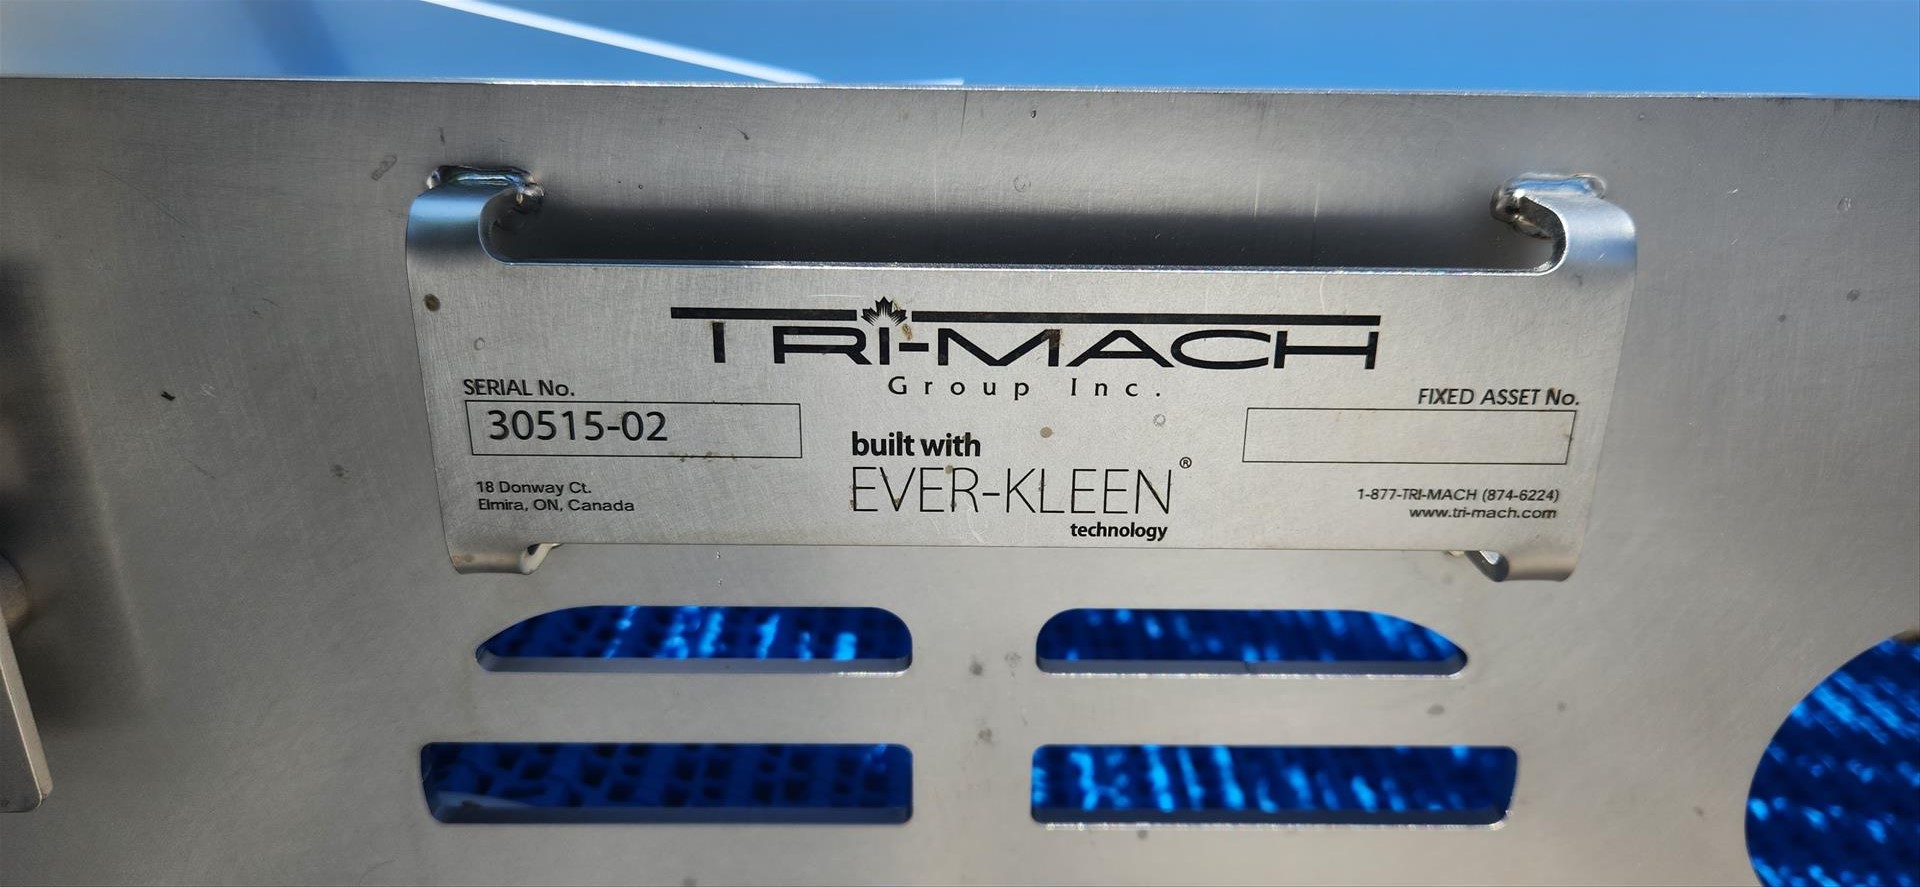 TRI-MACH
Group Inc.
SERIAL No.
30515-02
FIXED ASSET No.
built with
EVER-KLEEN®
technology
18 Donway Ct.
Elmira, ON, Canada
1-877-TRI-MACH (874-6224)
www.tri-mach.com